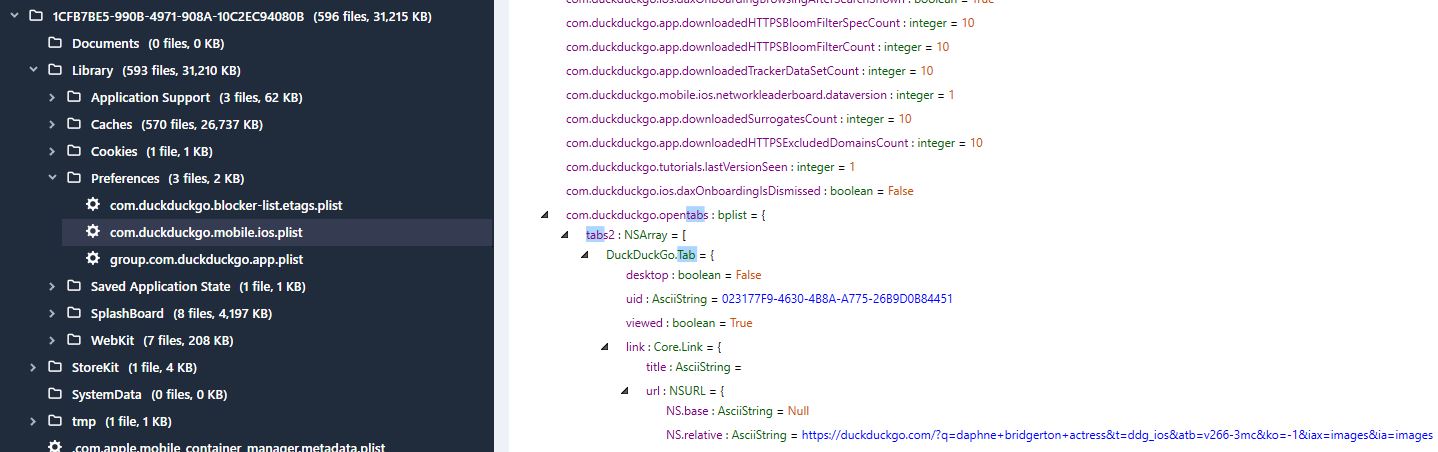 1CFB7BE5-990B-4971-908A-10C2EC94080B (596 files, 31,215 KB)
Documents (0 files, 0 KB)
Library (593 files, 31,210 KB)
Application Support (3 files, 62 KB)
Caches (570 files, 26,737 KB)
Cookies (1 file, 1 KB)
Preferences (3 files, 2 KB)
com.duckduckgo.blocker-list.etags.plist
com.duckduckgo.mobile.ios.plist
group.com.duckduckgo.app.plist
Saved Application State (1 file, 1 KB)
SplashBoard (8 files, 4,197 KB)
WebKit (7 files, 208 KB)
StoreKit (1 file, 4 KB)
SystemData (0 files, 0 KB)
tmp (1 file, 1 KB)
.com.apple.mobile_container_manager.metadata.plist
com.duckduckgo.ios.daxOnboardingBrowsingAfterSearchShown : boolean = True
com.duckduckgo.app.downloadedHTTPSBloomFilterSpecCount : integer = 10
com.duckduckgo.app.downloadedHTTPSBloomFilterCount : integer = 10
com.duckduckgo.app.downloadedTrackerDataSetCount : integer = 10
com.duckduckgo.mobile.ios.networkleaderboard.dataversion : integer = 1
com.duckduckgo.app.downloadedSurrogatesCount : integer = 10
com.duckduckgo.app.downloadedHTTPSExcludedDomainsCount : integer = 10
com.duckduckgo.tutorials.lastVersionSeen : integer = 1
com.duckduckgo.ios.daxOnboardingIsDismissed : boolean = False
com.duckduckgo.opentabs : bplist = {
tabs2 : NSArray = [
DuckDuckGo.Tab = {
desktop : boolean = False
uid : AsciiString = 023177F9-4630-4B8A-A775-26B9D0B84451
viewed : boolean = True
link : Core.Link = {
title : AsciiString =
url : NSURL = {
NS.base : AsciiString = Null
NS.relative : AsciiString = https://duckduckgo.com/?q=daphne+bridgerton+actress&t=ddg_ios&atb=v266-3mc&ko=-1&iax=images&ia=images